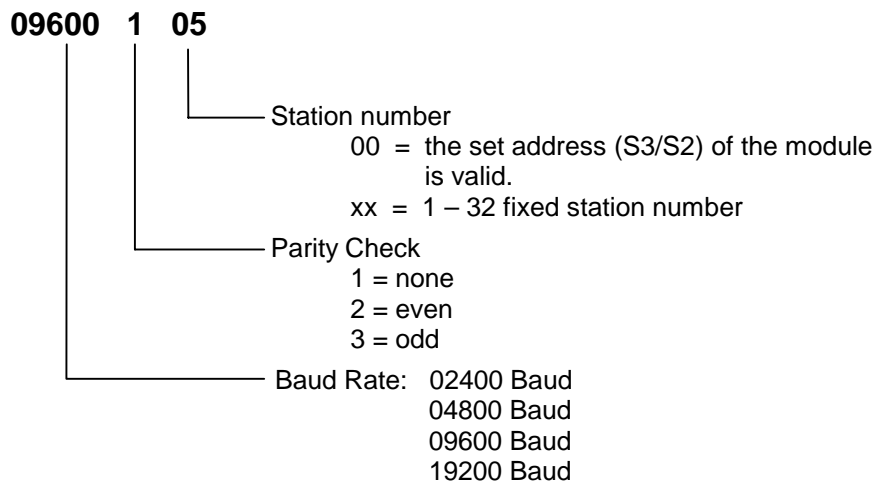 09600 1 05
Station number
00 = the set address (S3/S2) of the module
is valid.
xx = 1 – 32 fixed station number
Parity Check
1 = none
2 = even
3 = odd
Baud Rate: 02400 Baud
04800 Baud
09600 Baud
19200 Baud